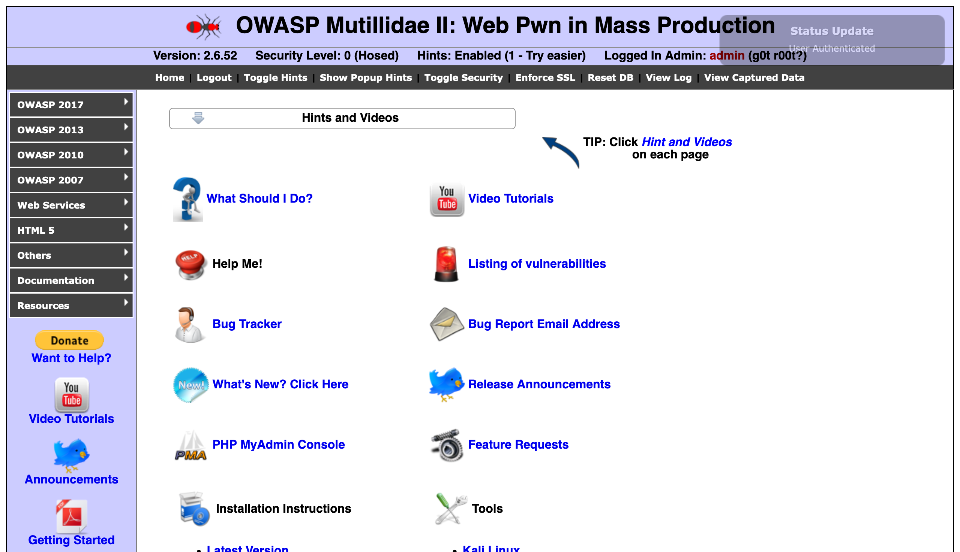 OWASP Mutillidae II: Web Pwn in Mass Production
Status Update
User Authenticated
Version: 2.6.52 Security Level: 0 (Hosed) Hints: Enabled (1 - Try easier) Logged In Admin: admin (g0t r00t?)
Home | Logout | Toggle Hints | Show Popup Hints | Toggle Security | Enforce SSL | Reset DB | View Log | View Captured Data
OWASP 2017
OWASP 2013
OWASP 2010
OWASP 2007
Web Services
HTML 5
Others
Documentation
Resources
Donate
Want to Help?
You
Tube
Video Tutorials
Announcements
Getting Started
Hints and Videos
TIP: Click Hint and Videos
on each page
What Should I Do?
You
Tube
Video Tutorials
HELP
Help Me!
Listing of vulnerabilities
Bug Tracker
Bug Report Email Address
New!
What's New? Click Here
Release Announcements
PMA
PHP MyAdmin Console
Feature Requests
Installation Instructions
Tools
• Latest Version
• Kali Linux